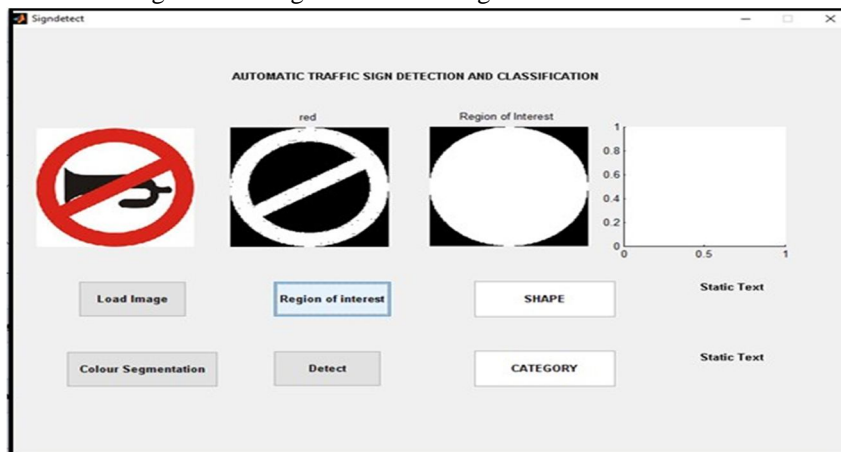 Signdetect
AUTOMATIC TRAFFIC SIGN DETECTION AND CLASSIFICATION
red
Region of Interest
1
0.8
0.6
0.4
0.2
0
0 0.5 1
Load Image
Region of interest
SHAPE
Static Text
Colour Segmentation
Detect
CATEGORY
Static Text